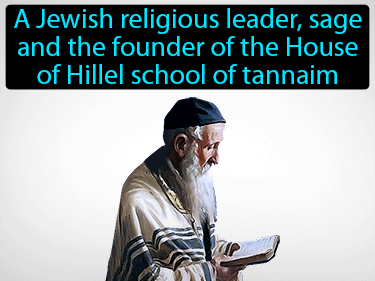 A Jewish religious leader, sage
and the founder of the House
of Hillel school of tannaim